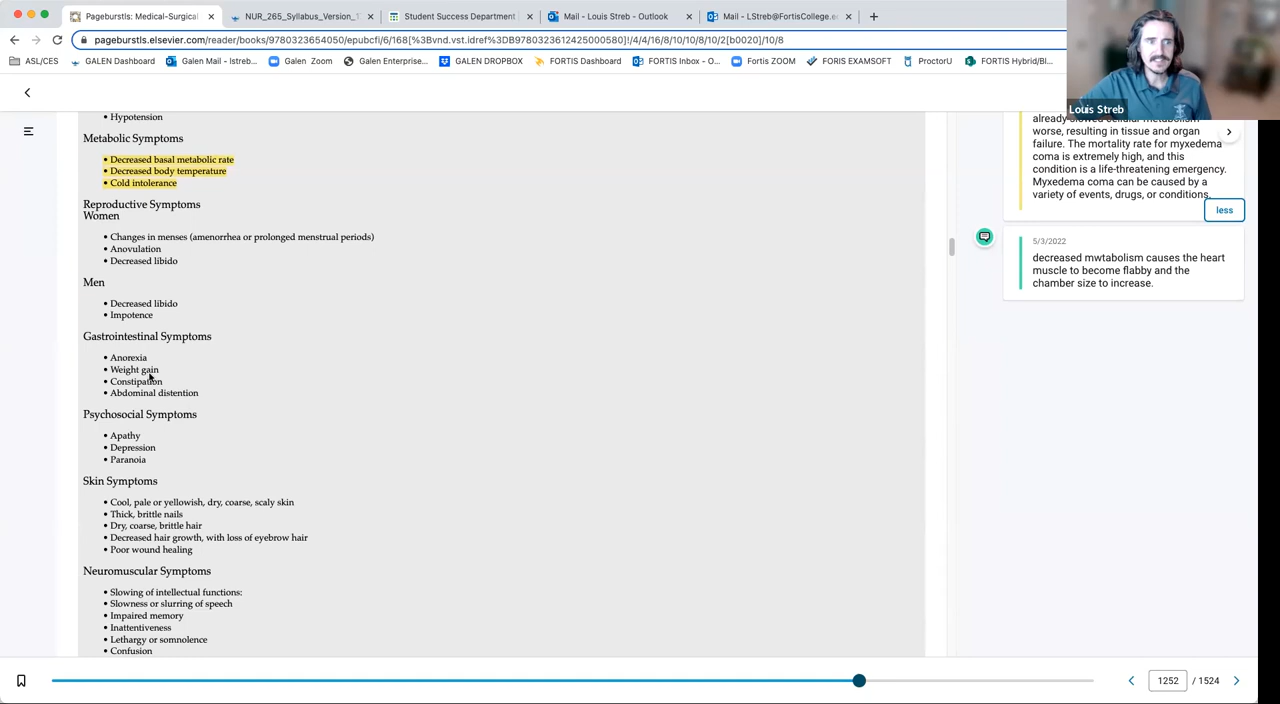 Pageburstls: Medical-Surgical
NUR_265_Syllabus_Version_1
Student Success Department
Mail - Louis Streb - Outlook
Mail - LStreb@FortisCollege.e
pageburstls.elsevier.com/reader/books/9780323654050/epubcfi/6/168[%3Bvnd.vst.idref%3DB9780323612425000580]!/4/4/16/8/10/10/8/10/2[b0020]/10/8
ASL/CES
GALEN Dashboard
Galen Mail - lstreb...
Galen Zoom
Galen Enterprise...
GALEN DROPBOX
FORTIS Dashboard
FORTIS Inbox - O...
Fortis ZOOM
FORIS EXAMSOFT
ProctorU
FORTIS Hybrid/Bl...
Louis Streb
• Hypotension
Metabolic Symptoms
• Decreased basal metabolic rate
• Decreased body temperature
• Cold intolerance
Reproductive Symptoms
Women
• Changes in menses (amenorrhea or prolonged menstrual periods)
• Anovulation
• Decreased libido
Men
• Decreased libido
• Impotence
Gastrointestinal Symptoms
• Anorexia
• Weight gain
• Constipation
• Abdominal distention
Psychosocial Symptoms
• Apathy
• Depression
• Paranoia
Skin Symptoms
• Cool, pale or yellowish, dry, coarse, scaly skin
• Thick, brittle nails
• Dry, coarse, brittle hair
• Decreased hair growth, with loss of eyebrow hair
• Poor wound healing
Neuromuscular Symptoms
• Slowing of intellectual functions:
• Slowness or slurring of speech
• Impaired memory
• Inattentiveness
• Lethargy or somnolence
• Confusion
already slowed cellular metabolism
worse, resulting in tissue and organ
failure. The mortality rate for myxedema
coma is extremely high, and this
condition is a life-threatening emergency.
Myxedema coma can be caused by a
variety of events, drugs, or conditions.
less
5/3/2022
decreased mwtabolism causes the heart
muscle to become flabby and the
chamber size to increase.
1252 / 1524